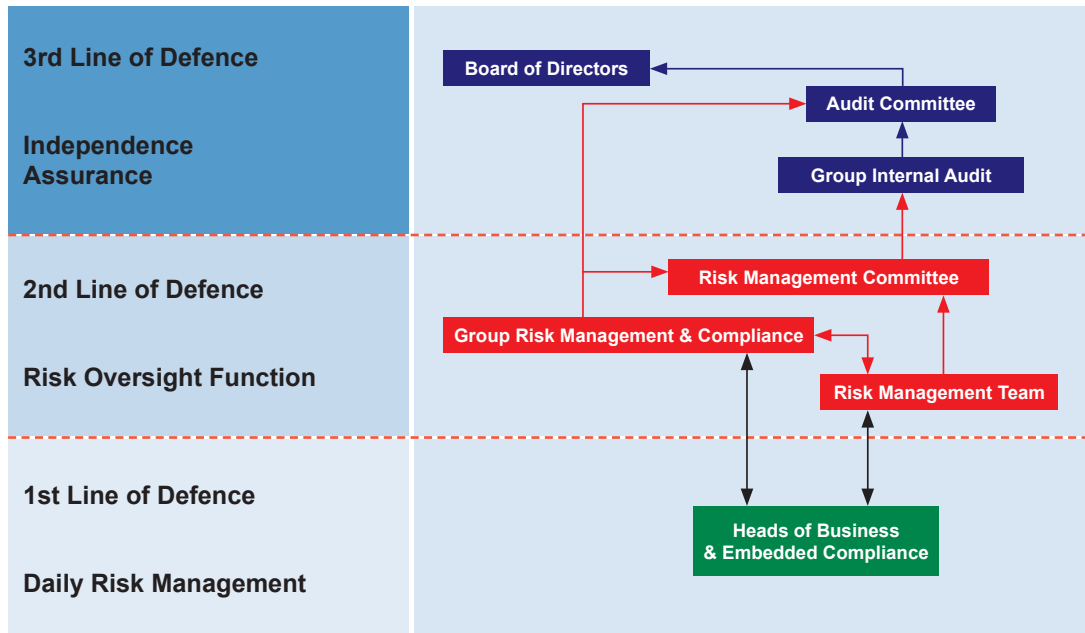 3rd Line of Defence
Independence
Assurance
Board of Directors
Audit Committee
Group Internal Audit
2nd Line of Defence
Risk Oversight Function
Risk Management Committee
Group Risk Management & Compliance
Risk Management Team
1st Line of Defence
Daily Risk Management
Heads of Business
& Embedded Compliance